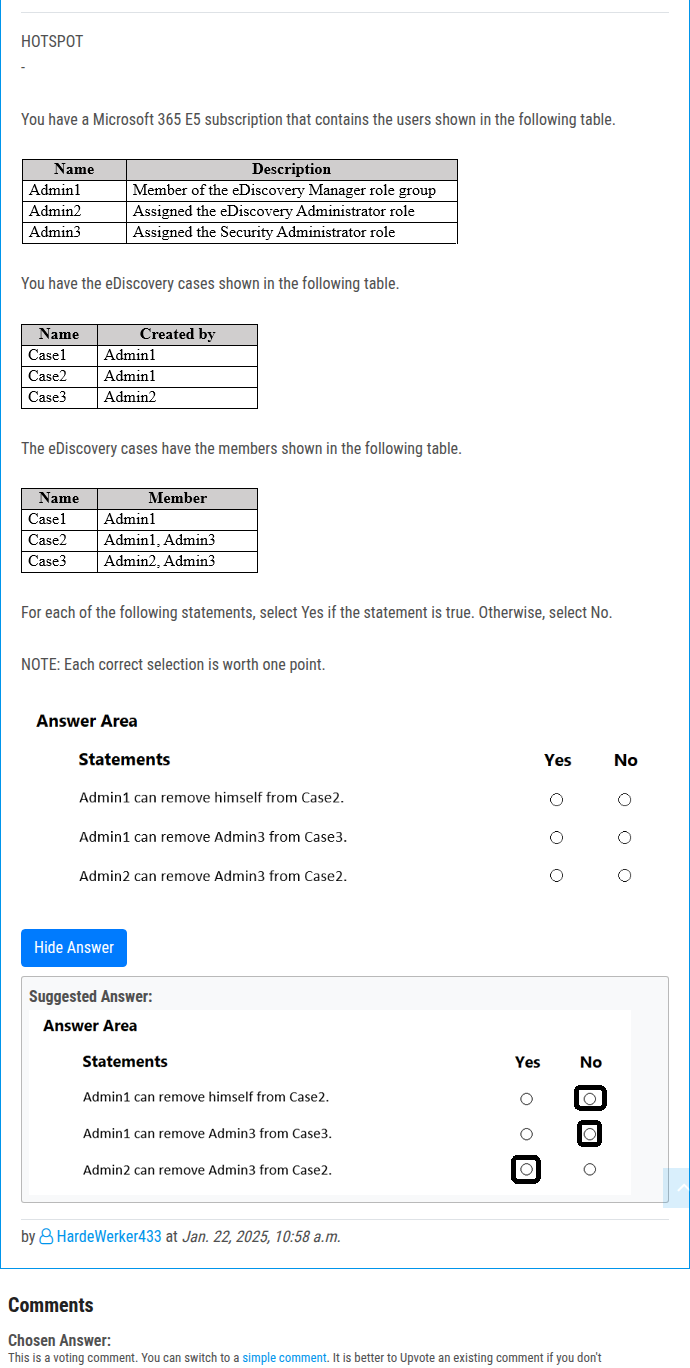 HOTSPOT
-
You have a Microsoft 365 E5 subscription that contains the users shown in the following table.
Name Description
Admin1 Member of the eDiscovery Manager role group
Admin2 Assigned the eDiscovery Administrator role
Admin3 Assigned the Security Administrator role
You have the eDiscovery cases shown in the following table.
Name Created by
Case1 Admin1
Case2 Admin1
Case3 Admin2
The eDiscovery cases have the members shown in the following table.
Name Member
Case1 Admin1
Case2 Admin1, Admin3
Case3 Admin2, Admin3
For each of the following statements, select Yes if the statement is true. Otherwise, select No.
NOTE: Each correct selection is worth one point.
Answer Area
Statements Yes No
Admin1 can remove himself from Case2.
Admin1 can remove Admin3 from Case3.
Admin2 can remove Admin3 from Case2.
Hide Answer
Suggested Answer:
Answer Area
Statements Yes No
Admin1 can remove himself from Case2.
Admin1 can remove Admin3 from Case3.
Admin2 can remove Admin3 from Case2.
by HardeWerker433 at Jan. 22, 2025, 10:58 a.m.
Comments
Chosen Answer:
This is a voting comment. You can switch to a simple comment. It is better to Upvote an existing comment if you don't